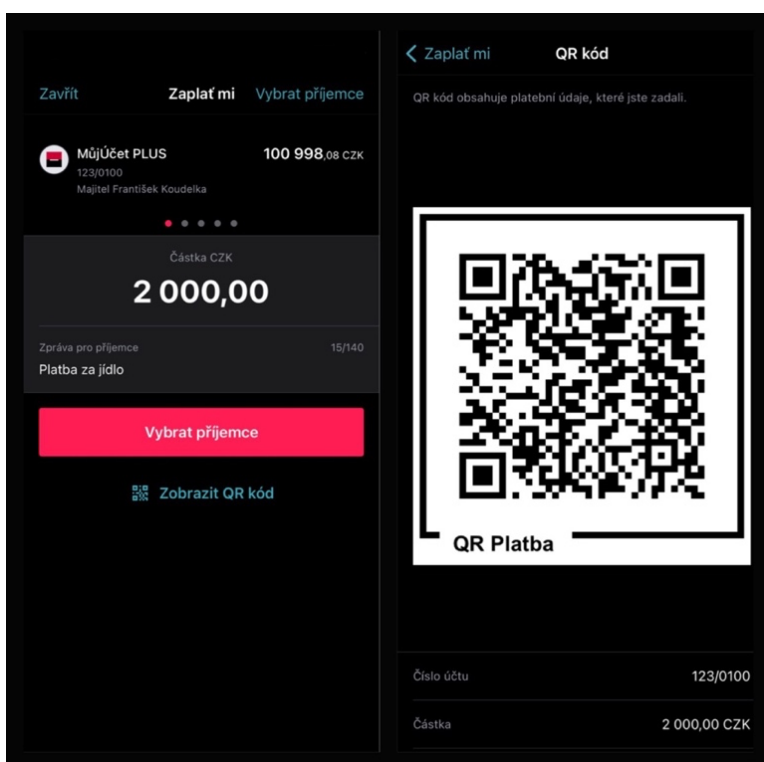 Zavřít
Zaplať mi
Vybrat příjemce
MůjÚčet PLUS
100 998,08 CZK
123/0100
Majitel František Koudelka
Částka CZK
2 000,00
Zpráva pro příjemce
15/140
Platba za jídlo
Vybrat příjemce
Zobrazit QR kód
Zaplať mi
QR kód
QR kód obsahuje platební údaje, které jste zadali.
QR Platba
Číslo účtu
123/0100
Částka
2 000,00 CZK